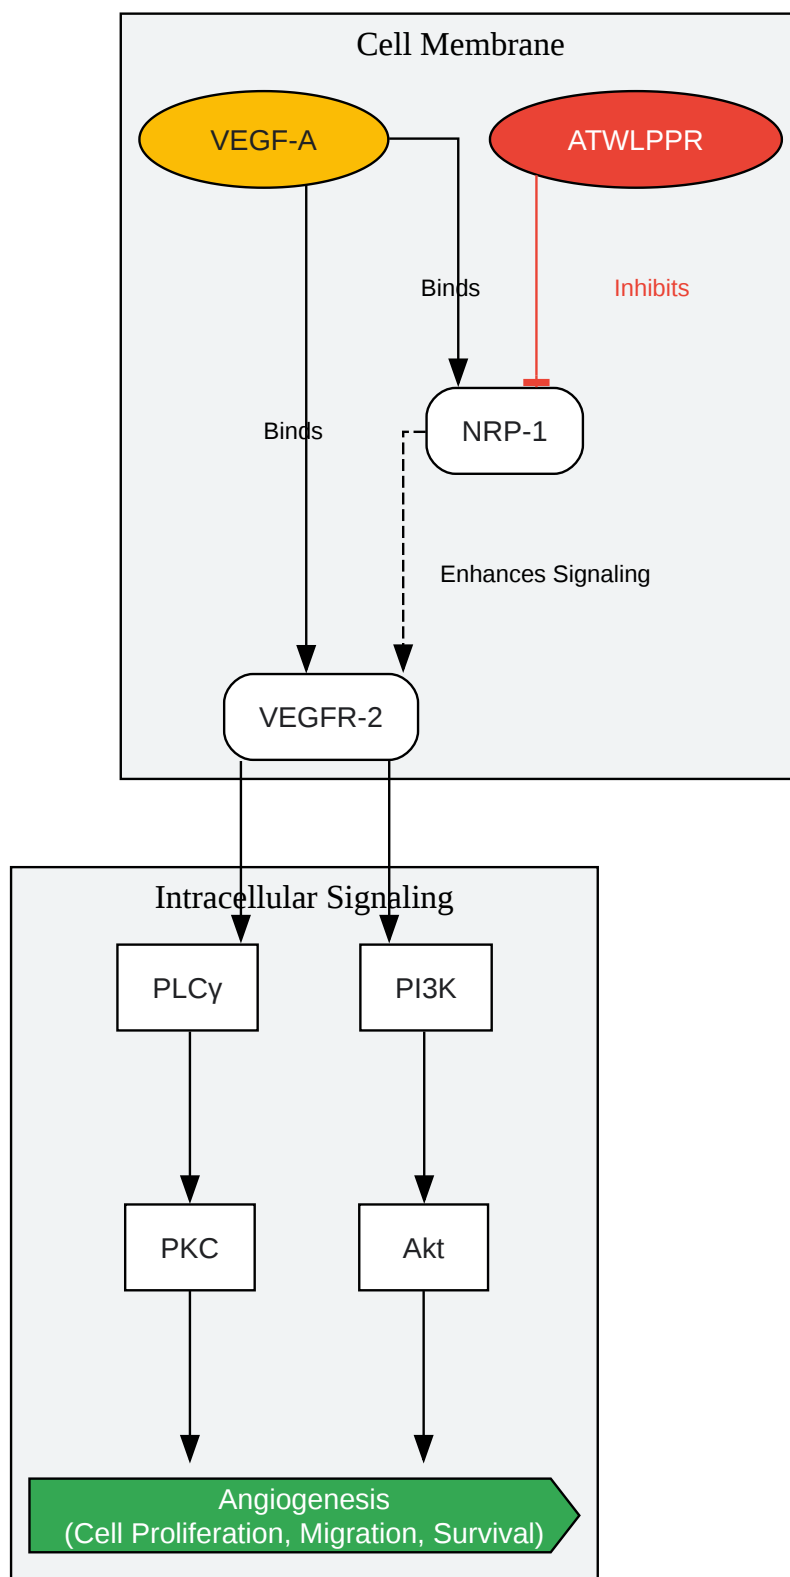 Cell Membrane
VEGF-A
ATWLPPR
Binds
Inhibits
Binds
NRP-1
Enhances Signaling
VEGFR-2
Intracellular Signaling
PLCγ
PI3K
PKC
Akt
Angiogenesis
(Cell Proliferation, Migration, Survival)